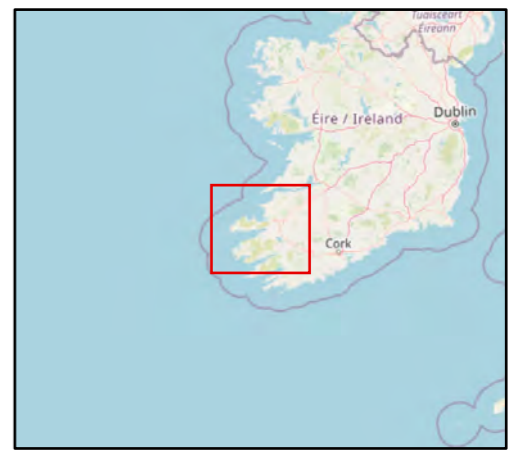 Tuaisceart
Éireann
Éire / Ireland
Dublin
Cork